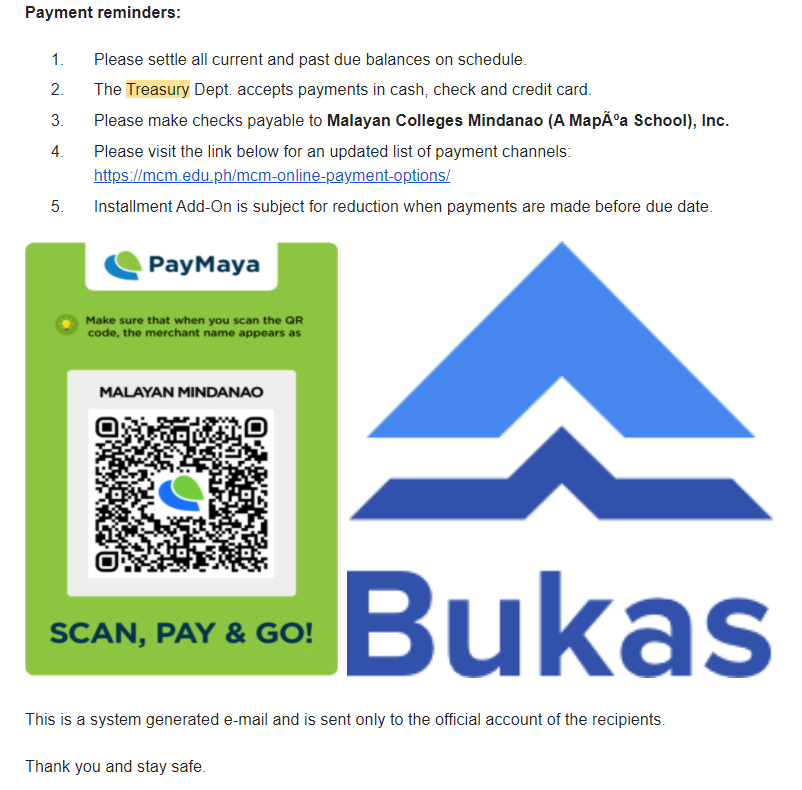 Payment reminders:
1. Please settle all current and past due balances on schedule.
2. The Treasury Dept. accepts payments in cash, check and credit card.
3. Please make checks payable to Malayan Colleges Mindanao (A MapÃºa School), Inc.
4. Please visit the link below for an updated list of payment channels:
https://mcm.edu.ph/mcm-online-payment-options/
5. Installment Add-On is subject for reduction when payments are made before due date.
PayMaya
Make sure that when you scan the QR
code, the merchant name appears as
MALAYAN MINDANAO
SCAN, PAY & GO!
Bukas
This is a system generated e-mail and is sent only to the official account of the recipients.
Thank you and stay safe.